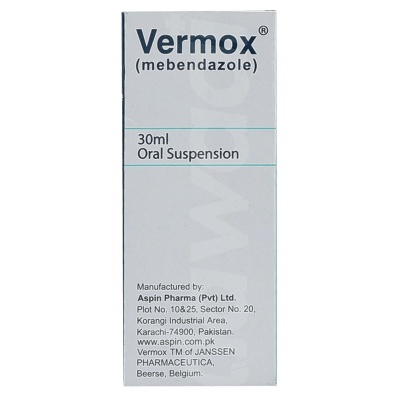 Vermox®
(mebendazole)
30ml
Oral Suspension
Manufactured by:
Aspin Pharma (Pvt) Ltd.
Plot No. 10&25, Sector No. 20,
Korangi Industrial Area,
Karachi-74900, Pakistan.
www.aspin.com.pk
Vermox TM of JANSSEN
PHARMACEUTICA,
Beerse, Belgium.